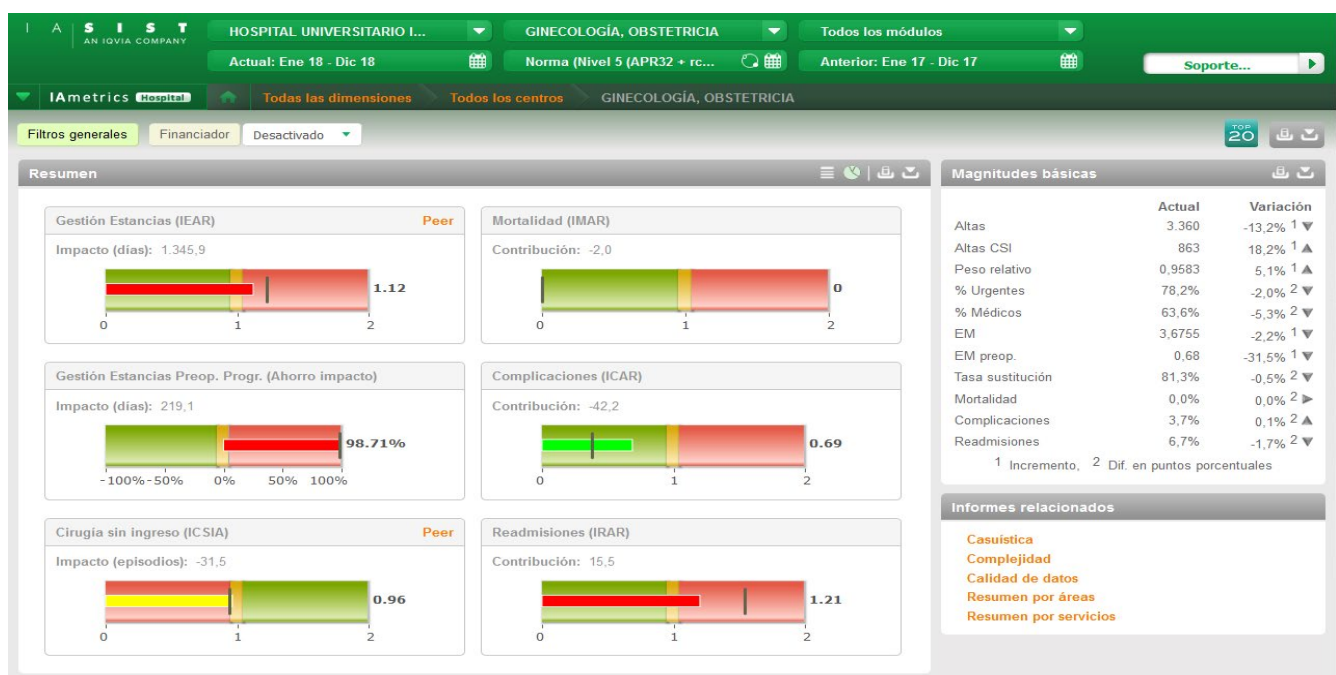 I A S I S T
AN IQVIA COMPANY
HOSPITAL UNIVERSITARIO I...
GINECOLOGÍA, OBSTETRICIA
Todos los módulos
Actual: Ene 18 - Dic 18
Norma (Nivel 5 (APR32 + rc...
Anterior: Ene 17 - Dic 17
Soporte...
IAmetrics Hospital
Todas las dimensiones
Todos los centros
GINECOLOGÍA, OBSTETRICIA
Filtros generales
Financiador
Desactivado
TOP 20
Resumen
Gestión Estancias (IEAR) Peer
Impacto (días): 1.345,9
1.12
0 1 2
Mortalidad (IMAR)
Contribución: -2,0
0
0 1 2
Gestión Estancias Preop. Progr. (Ahorro impacto)
Impacto (días): 219,1
98.71%
-100% -50% 0% 50% 100%
Complicaciones (ICAR)
Contribución: -42,2
0.69
0 1 2
Cirugía sin ingreso (ICSIA) Peer
Impacto (episodios): -31,5
0.96
0 1 2
Readmisiones (IRAR)
Contribución: 15,5
1.21
0 1 2
Magnitudes básicas
Actual Variación
Altas 3.360 -13,2% 1 ▼
Altas CSI 863 18,2% 1 ▲
Peso relativo 0,9583 5,1% 1 ▲
% Urgentes 78,2% -2,0% 2 ▼
% Médicos 63,6% -5,3% 2 ▼
EM 3,6755 -2,2% 1 ▼
EM preop. 0,68 -31,5% 1 ▼
Tasa sustitución 81,3% -0,5% 2 ▼
Mortalidad 0,0% 0,0% 2 ►
Complicaciones 3,7% 0,1% 2 ▲
Readmisiones 6,7% -1,7% 2 ▼
1 Incremento, 2 Dif. en puntos porcentuales
Informes relacionados
Casuística
Complejidad
Calidad de datos
Resumen por áreas
Resumen por servicios